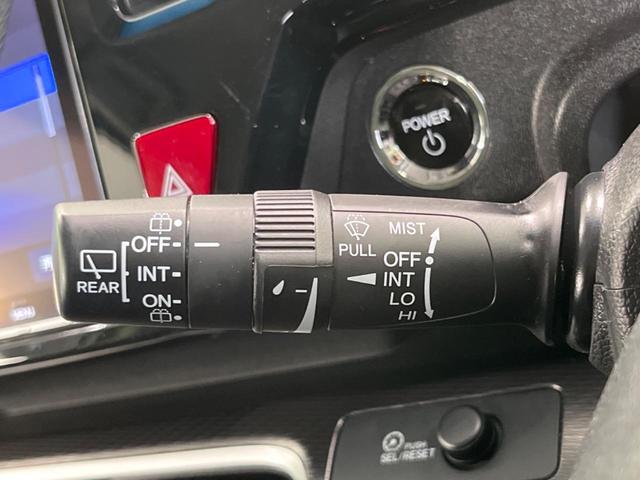 POWER
MIST
PULL
OFF
OFF
REAR
INT
INT
ON
LO
HI
PUSH
SEL/RESET